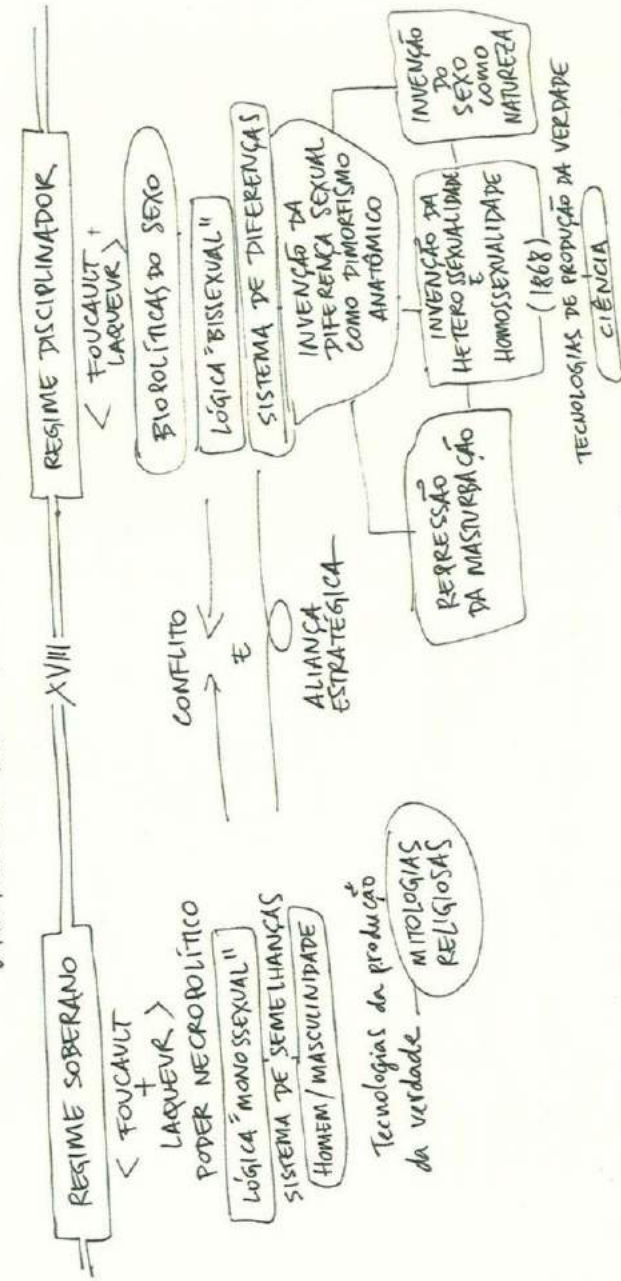 REGIME SOBERANO
< FOUCAULT
+
LAQUEUR >
PODER NECROPOLÍTICO
LÓGICA "MONOSSEXUAL"
SISTEMA DE SEMELHANÇAS
HOMEM/MASCULINIDADE
Tecnologias da produção
da verdade
MITOLOGIAS
RELIGIOSAS
XVIII
CONFLITO
E
ALIANÇA
ESTRATÉGICA
REGIME DISCIPLINADOR
< FOUCAULT +
LAQUEUR >
BIOPOLÍTICAS DO SEXO
LÓGICA "BISSEXUAL"
SISTEMA DE DIFERENÇAS
INVENÇÃO DA
DIFERENÇA SEXUAL
COMO DIMORFISMO
ANATÔMICO
REPRESSÃO
DA MASTURBAÇÃO
INVENÇÃO DA
HETEROSSEXUALIDADE
E
HOMOSSEXUALIDADE
(1868)
INVENÇÃO
DO
SEXO
COMO
NATUREZA
TECNOLOGIAS DE PRODUÇÃO DA VERDADE
CIÊNCIA